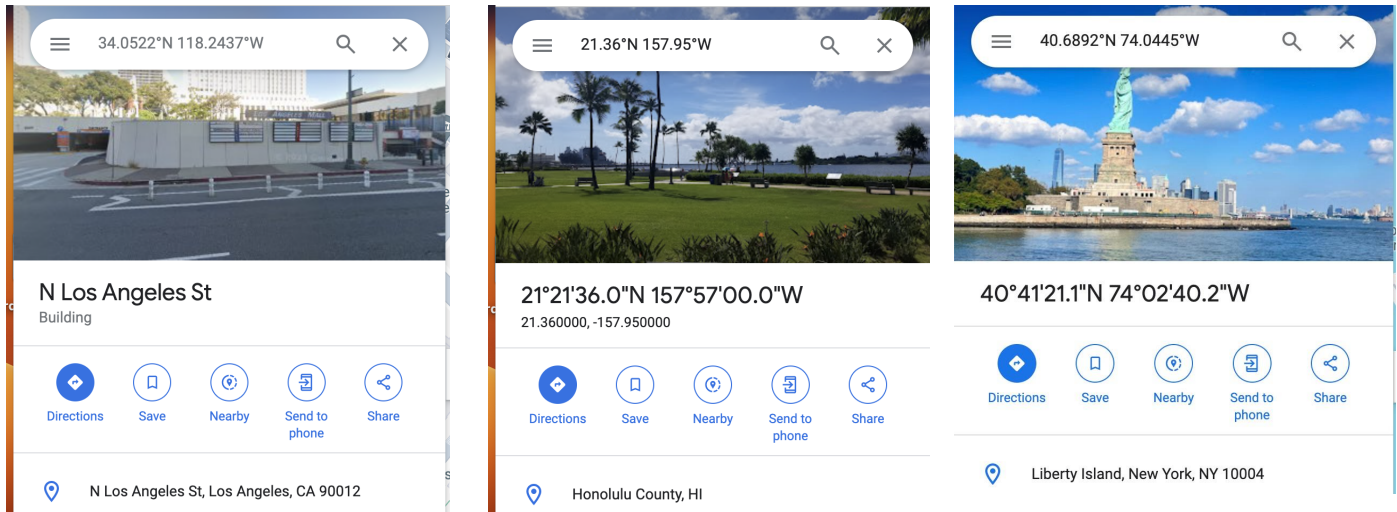 34.0522°N 118.2437°W
N Los Angeles St
Building
Directions
Save
Nearby
Send to
phone
Share
N Los Angeles St, Los Angeles, CA 90012
21.36°N 157.95°W
21°21'36.0"N 157°57'00.0"W
21.360000, -157.950000
Directions
Save
Nearby
Send to
phone
Share
Honolulu County, HI
40.6892°N 74.0445°W
40°41'21.1"N 74°02'40.2"W
Directions
Save
Nearby
Send to
phone
Share
Liberty Island, New York, NY 10004